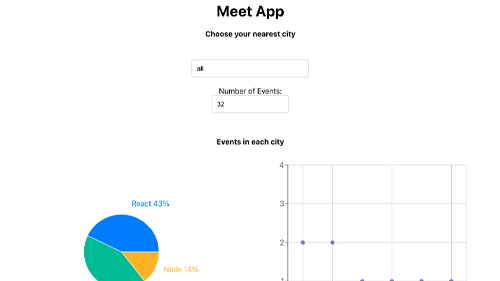 Meet App
Choose your nearest city
all
Number of Events:
32
Events in each city
4
React 43%
3
2
Node 14%
1